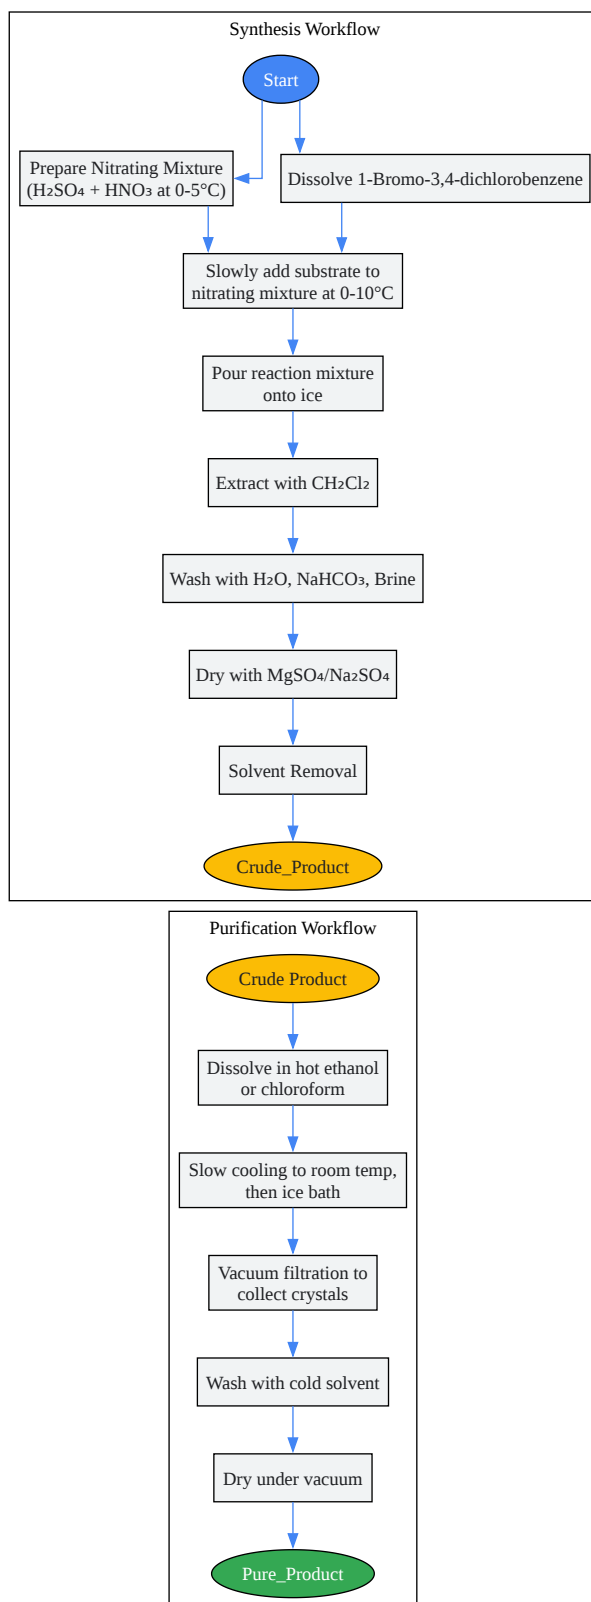 Synthesis Workflow
Start
Prepare Nitrating Mixture
(H₂SO₄ + HNO₃ at 0-5°C)
Dissolve 1-Bromo-3,4-dichlorobenzene
Slowly add substrate to
nitrating mixture at 0-10°C
Pour reaction mixture
onto ice
Extract with CH₂Cl₂
Wash with H₂O, NaHCO₃, Brine
Dry with MgSO₄/Na₂SO₄
Solvent Removal
Crude_Product
Purification Workflow
Crude Product
Dissolve in hot ethanol
or chloroform
Slow cooling to room temp,
then ice bath
Vacuum filtration to
collect crystals
Wash with cold solvent
Dry under vacuum
Pure_Product